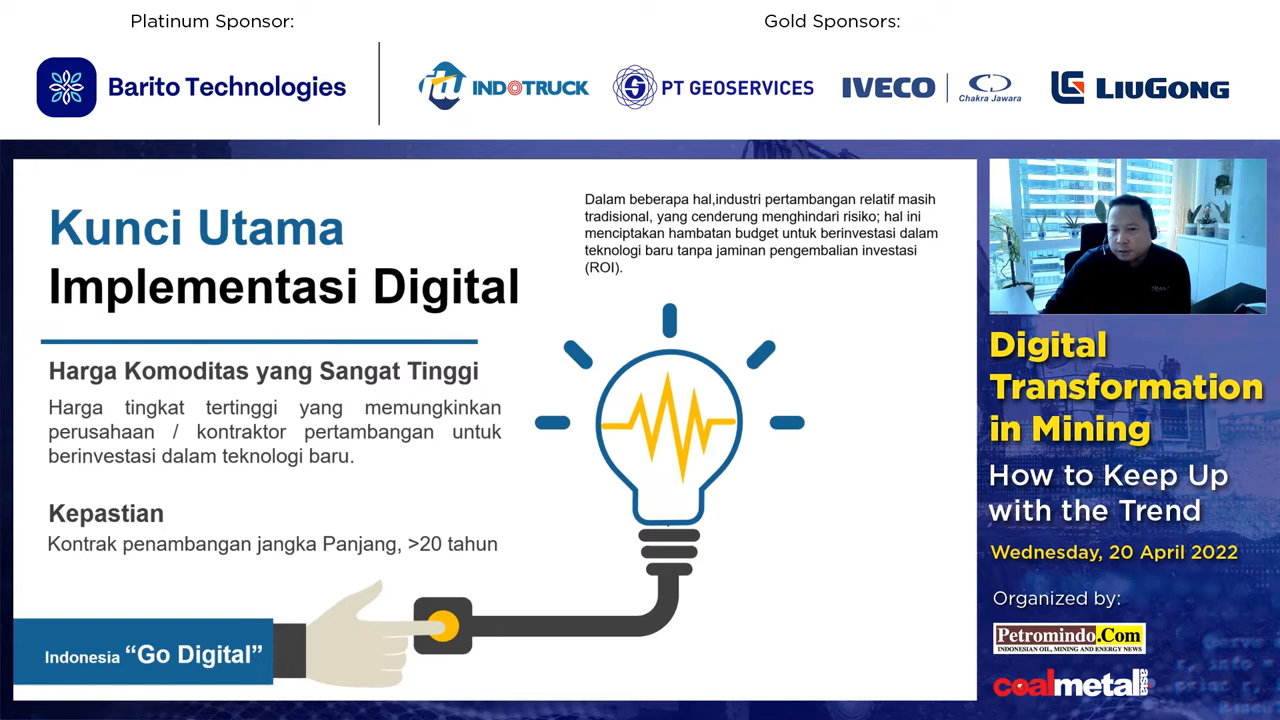 Platinum Sponsor:
Gold Sponsors:
Barito Technologies
itu INDOTRUCK
PT GEOSERVICES
IVECO
Chakra Jawara
LIUGONG
Kunci Utama
Implementasi Digital
Harga Komoditas yang Sangat Tinggi
Harga tingkat tertinggi yang memungkinkan
perusahaan / kontraktor pertambangan untuk
berinvestasi dalam teknologi baru.
Kepastian
Kontrak penambangan jangka Panjang, >20 tahun
Indonesia “Go Digital”
Dalam beberapa hal,industri pertambangan relatif masih
tradisional, yang cenderung menghindari risiko; hal ini
menciptakan hambatan budget untuk berinvestasi dalam
teknologi baru tanpa jaminan pengembalian investasi
(ROI).
Digital
Transformation
in Mining
How to Keep Up
with the Trend
Wednesday, 20 April 2022
Organized by:
Petromindo.Com
INDONESIAN OIL, MINING AND ENERGY NEWS
coalmetal asia